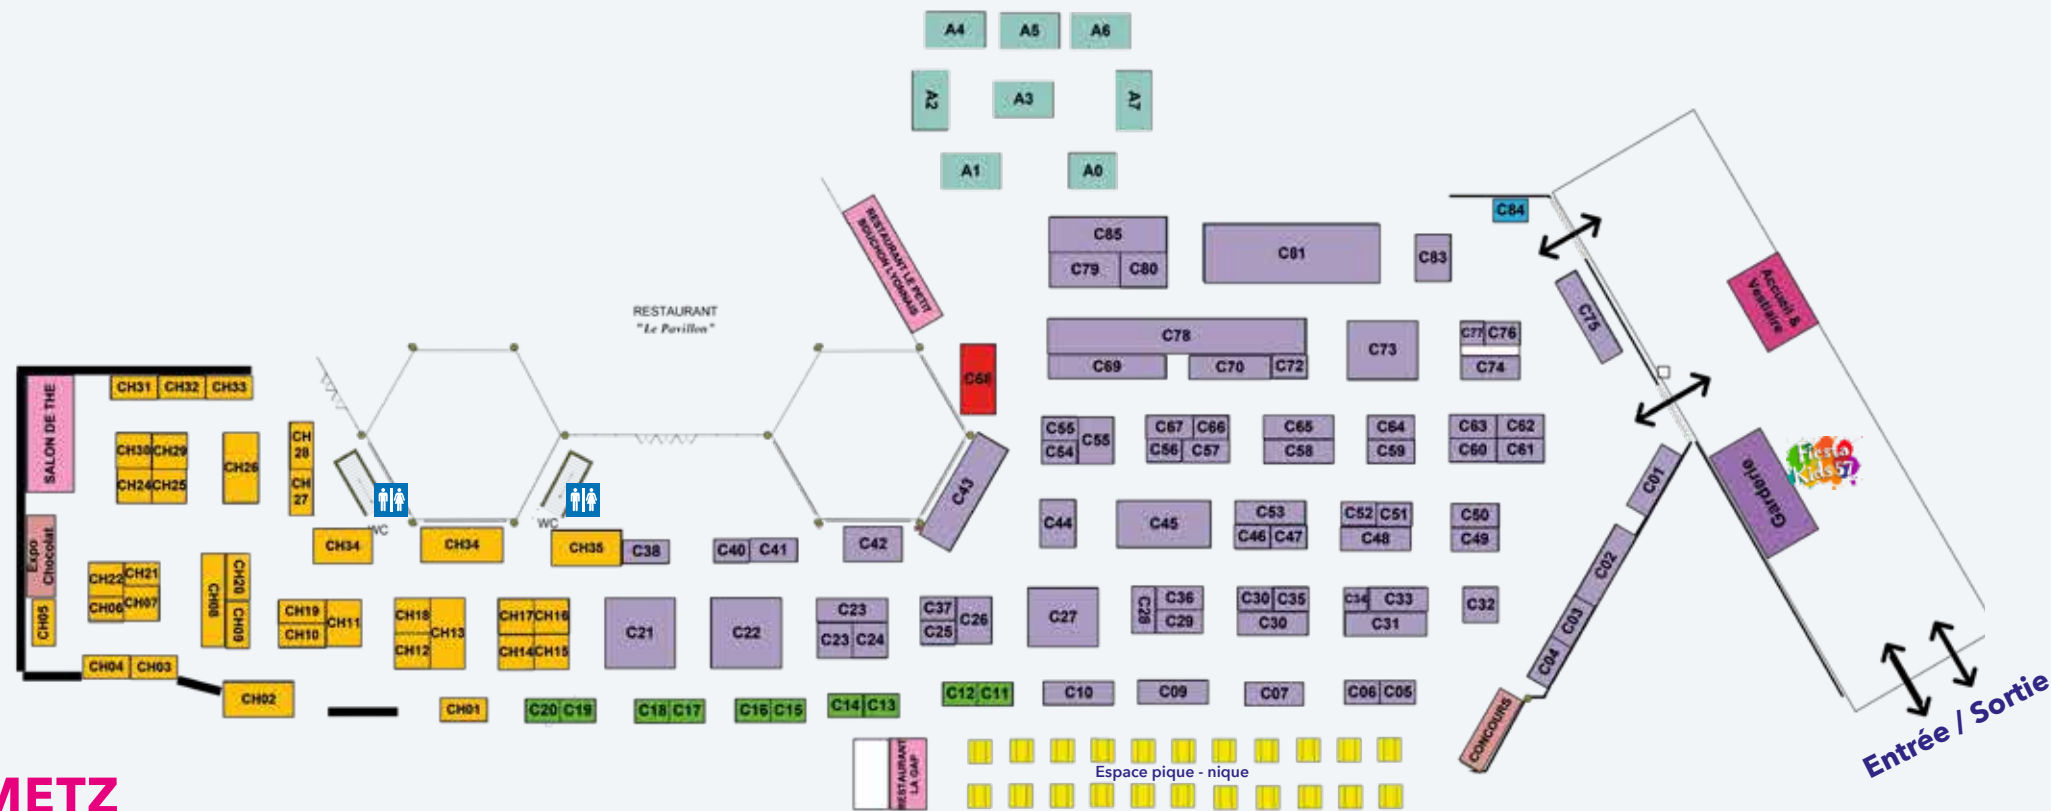 A4 A5 A6
A2 A3 A7
A1 A0
RESTAURANT LE PETIT
BOUCHON LYONNAIS
C84
C85
C79 C80
C81
C83
Accueil &
Vestiaire
C75
RESTAURANT
"Le Pavillon"
C78
C69 C70 C72
C73
C77 C76
C74
C68
CH31 CH32 CH33
SALON DE THE
CH30 CH29
CH24 CH25
CH26
CH
28
CH
27
WC
WC
C43
C55
C54
C55
C67 C66
C56 C57
C65
C58
C64
C59
C63 C62
C60 C61
C01
Garderie
Fiesta
Kids 57
Expo
Chocolat
CH34
CH34
CH35 C38
C40 C41
C42
C44
C45
C53
C46 C47
C52 C51
C48
C50
C49
C02
C03
C04
CH05
CH22 CH21
CH06 CH07
CH08
CH20
CH09
CH19
CH10
CH11
CH18
CH12
CH13
CH17 CH16
CH14 CH15
C21
C22
C23
C23 C24
C37
C25
C26
C27
C28
C36
C29
C30 C35
C30
C34 C33
C31
C32
CH04 CH03
CH02
CH01
C20 C19
C18 C17
C16 C15
C14 C13
C12 C11
C10
C09
C07
C06 C05
CONCOURS
Entrée / Sortie
RESTAURANT
LA GAP
Espace pique - nique
METZ